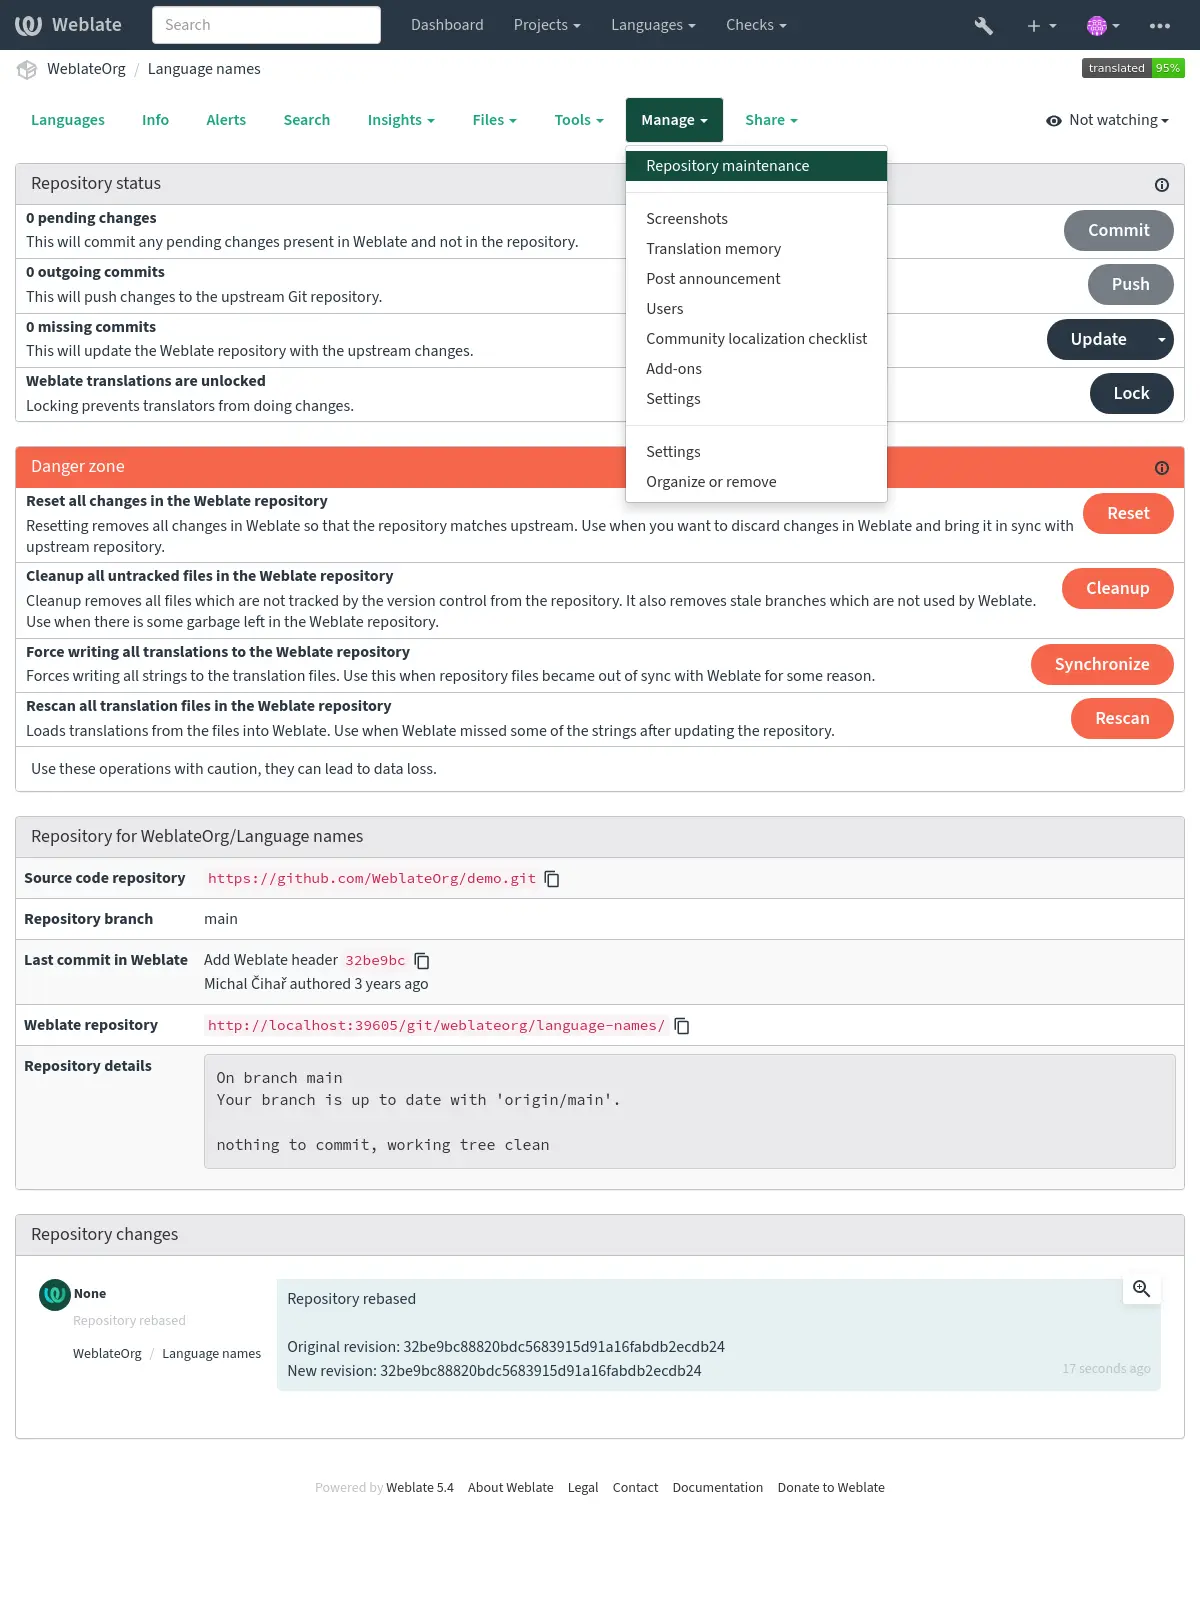 Weblate
Search
Dashboard
Projects
Languages
Checks
WeblateOrg / Language names
translated 95%
Languages
Info
Alerts
Search
Insights
Files
Tools
Manage
Share
Not watching
Repository maintenance
Screenshots
Translation memory
Post announcement
Users
Community localization checklist
Add-ons
Settings
Settings
Organize or remove
Repository status
0 pending changes
This will commit any pending changes present in Weblate and not in the repository.
Commit
0 outgoing commits
This will push changes to the upstream Git repository.
Push
0 missing commits
This will update the Weblate repository with the upstream changes.
Update
Weblate translations are unlocked
Locking prevents translators from doing changes.
Lock
Danger zone
Reset all changes in the Weblate repository
Resetting removes all changes in Weblate so that the repository matches upstream. Use when you want to discard changes in Weblate and bring it in sync with
upstream repository.
Reset
Cleanup all untracked files in the Weblate repository
Cleanup removes all files which are not tracked by the version control from the repository. It also removes stale branches which are not used by Weblate.
Use when there is some garbage left in the Weblate repository.
Cleanup
Force writing all translations to the Weblate repository
Forces writing all strings to the translation files. Use this when repository files became out of sync with Weblate for some reason.
Synchronize
Rescan all translation files in the Weblate repository
Loads translations from the files into Weblate. Use when Weblate missed some of the strings after updating the repository.
Rescan
Use these operations with caution, they can lead to data loss.
Repository for WeblateOrg/Language names
Source code repository https://github.com/WeblateOrg/demo.git
Repository branch main
Last commit in Weblate Add Weblate header 32be9bc
Michal Čihař authored 3 years ago
Weblate repository http://localhost:39605/git/weblateorg/language-names/
Repository details
On branch main
Your branch is up to date with 'origin/main'.
nothing to commit, working tree clean
Repository changes
None
Repository rebased
WeblateOrg / Language names
Repository rebased
Original revision: 32be9bc88820bdc5683915d91a16fabdb2ecdb24
New revision: 32be9bc88820bdc5683915d91a16fabdb2ecdb24
17 seconds ago
Powered by Weblate 5.4 About Weblate Legal Contact Documentation Donate to Weblate